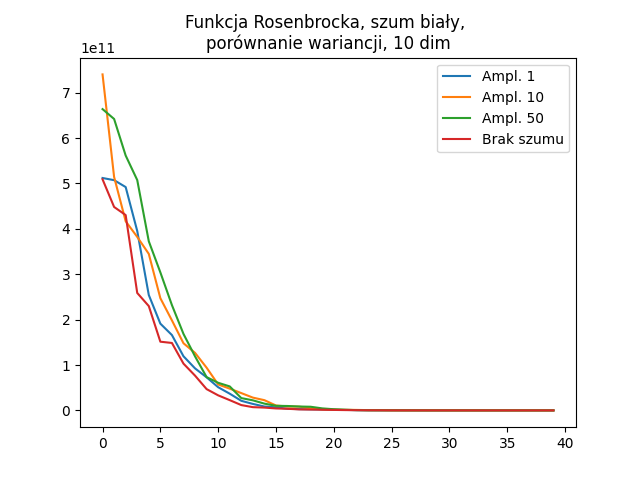 Funkcja Rosenbrocka, szum biały,
porównanie wariancji, 10 dim
1e11
Ampl. 1
Ampl. 10
Ampl. 50
Brak szumu
7
6
5
4
3
2
1
0
0 5 10 15 20 25 30 35 40